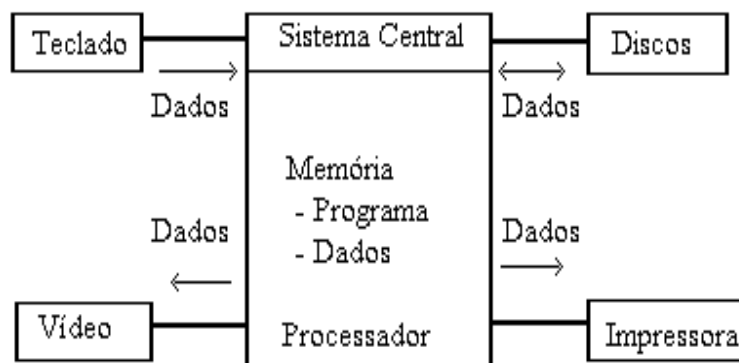 Teclado
Sistema Central
Discos
Dados
Dados
Memória
- Programa
- Dados
Dados
Dados
Vídeo
Processador
Impressora